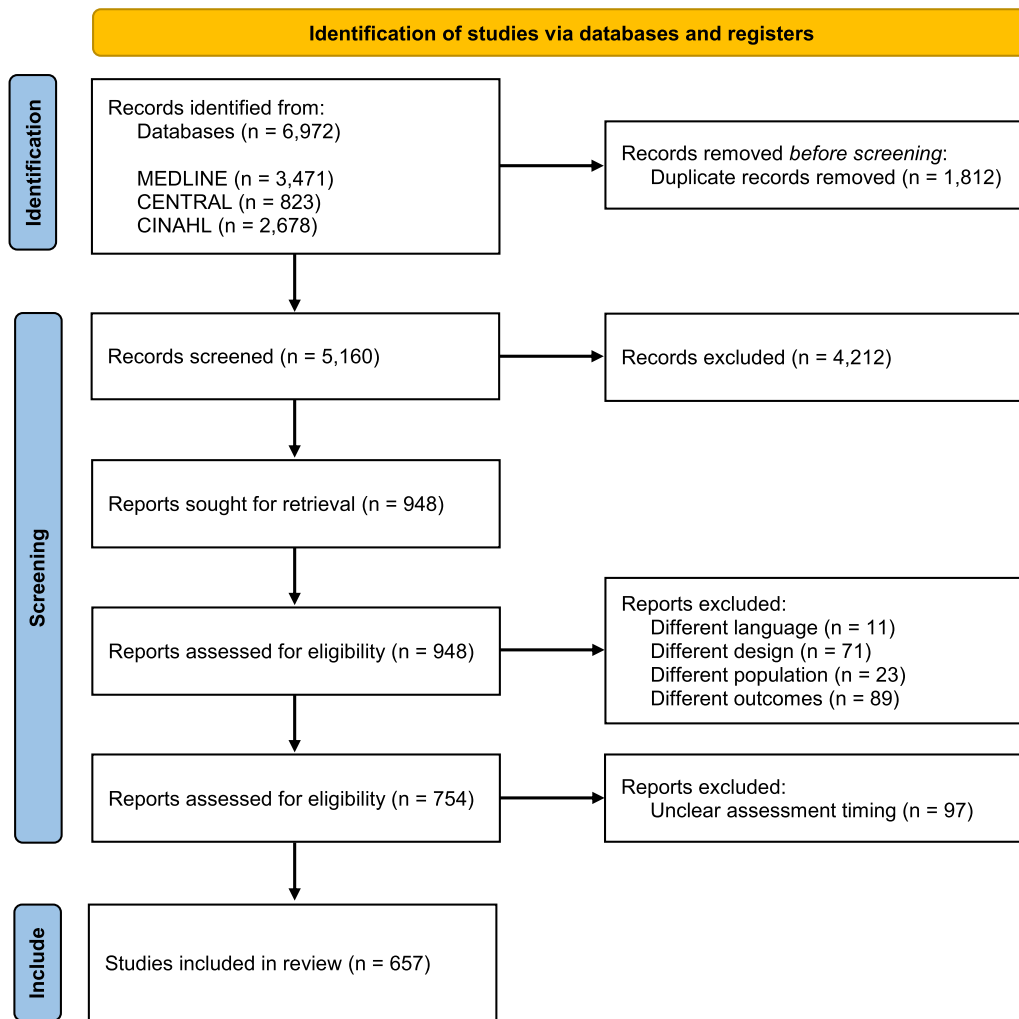 Identification of studies via databases and registers
Identification
Records identified from:
Databases (n = 6,972)
MEDLINE (n = 3,471)
CENTRAL (n = 823)
CINAHL (n = 2,678)
Records removed before screening:
Duplicate records removed (n = 1,812)
Screening
Records screened (n = 5,160)
Records excluded (n = 4,212)
Reports sought for retrieval (n = 948)
Reports assessed for eligibility (n = 948)
Reports excluded:
Different language (n = 11)
Different design (n = 71)
Different population (n = 23)
Different outcomes (n = 89)
Reports assessed for eligibility (n = 754)
Reports excluded:
Unclear assessment timing (n = 97)
Include
Studies included in review (n = 657)